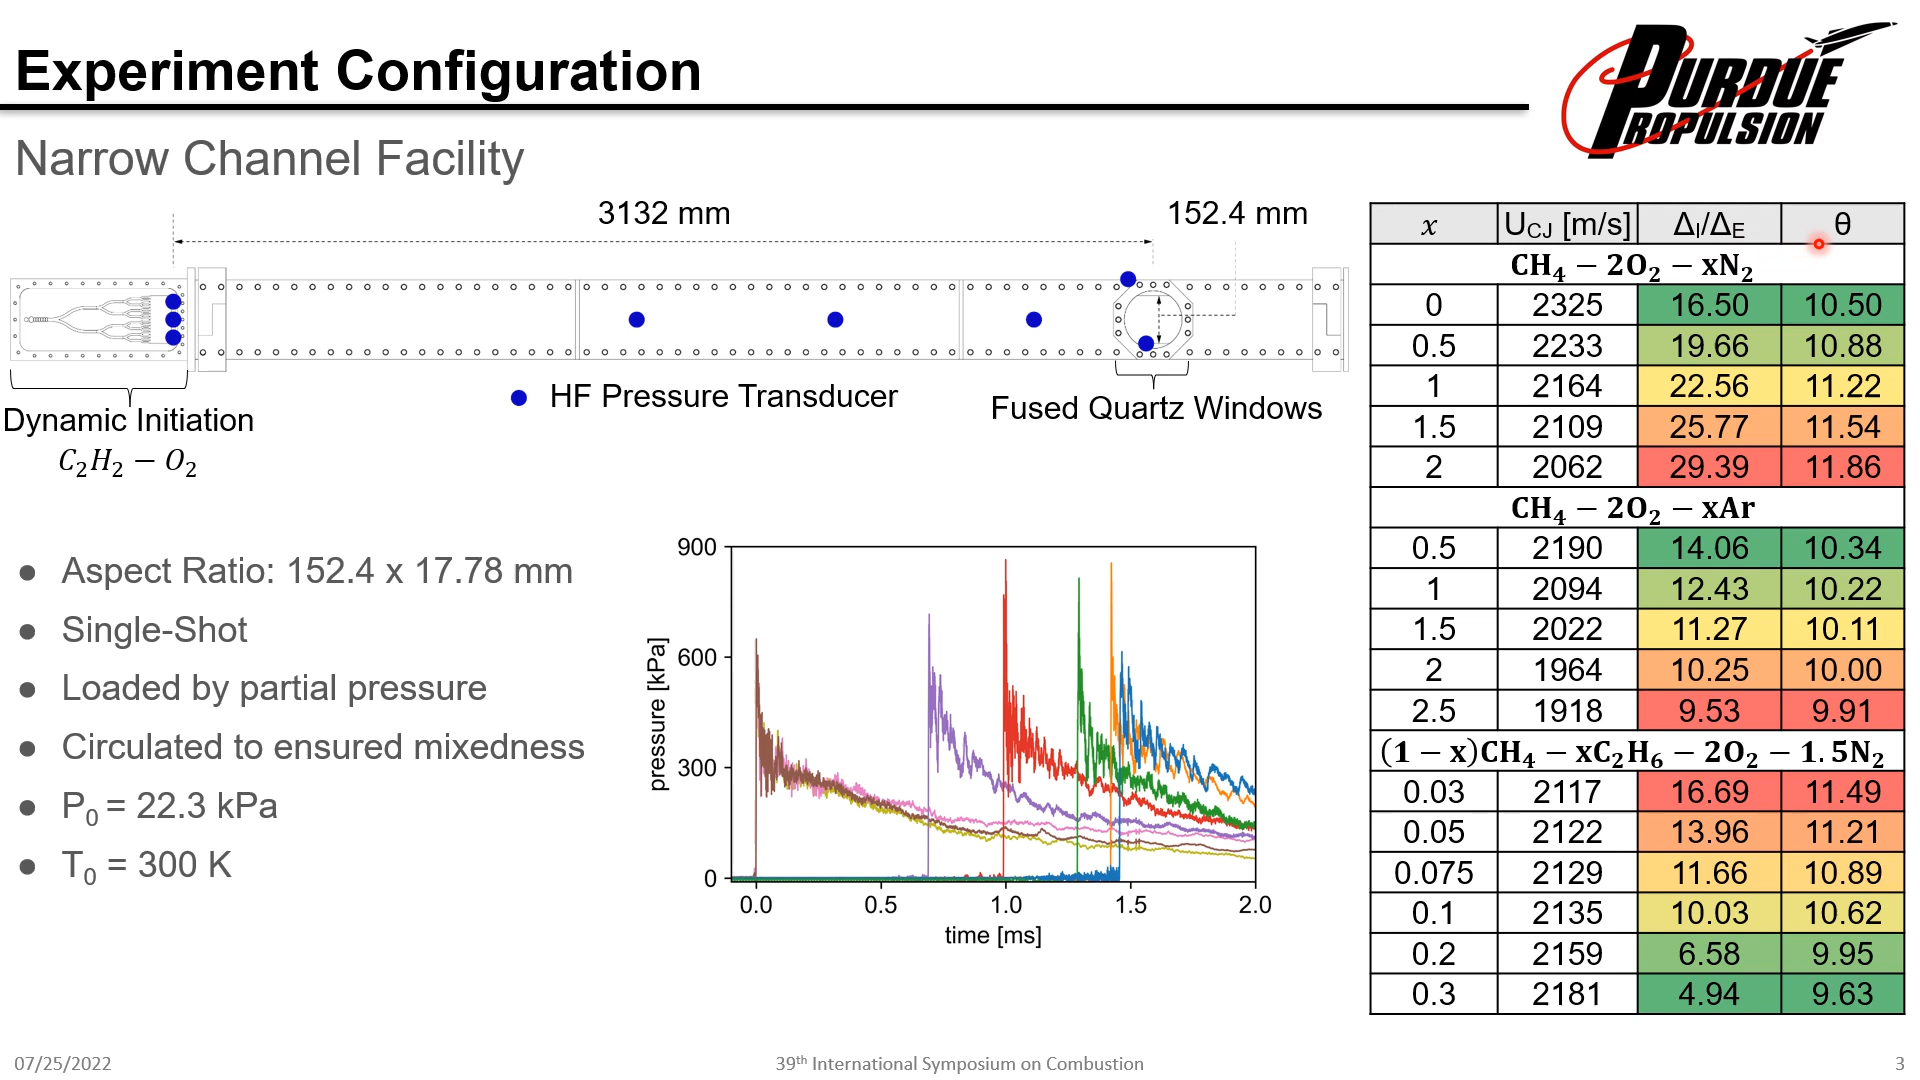 Experiment Configuration
PURDUE
PROPULSION
Narrow Channel Facility
3132 mm
152.4 mm
HF Pressure Transducer
Fused Quartz Windows
Dynamic Initiation
C₂H₂ − O₂
● Aspect Ratio: 152.4 x 17.78 mm
● Single-Shot
● Loaded by partial pressure
● Circulated to ensured mixedness
● P₀ = 22.3 kPa
● T₀ = 300 K
pressure [kPa]
900
600
300
0
0.0 0.5 1.0 1.5 2.0
time [ms]
x U_CJ [m/s] Δ_I/Δ_E θ
CH₄ − 2O₂ − xN₂
0 2325 16.50 10.50
0.5 2233 19.66 10.88
1 2164 22.56 11.22
1.5 2109 25.77 11.54
2 2062 29.39 11.86
CH₄ − 2O₂ − xAr
0.5 2190 14.06 10.34
1 2094 12.43 10.22
1.5 2022 11.27 10.11
2 1964 10.25 10.00
2.5 1918 9.53 9.91
(1 − x)CH₄ − xC₂H₆ − 2O₂ − 1.5N₂
0.03 2117 16.69 11.49
0.05 2122 13.96 11.21
0.075 2129 11.66 10.89
0.1 2135 10.03 10.62
0.2 2159 6.58 9.95
0.3 2181 4.94 9.63
07/25/2022
39th International Symposium on Combustion
3